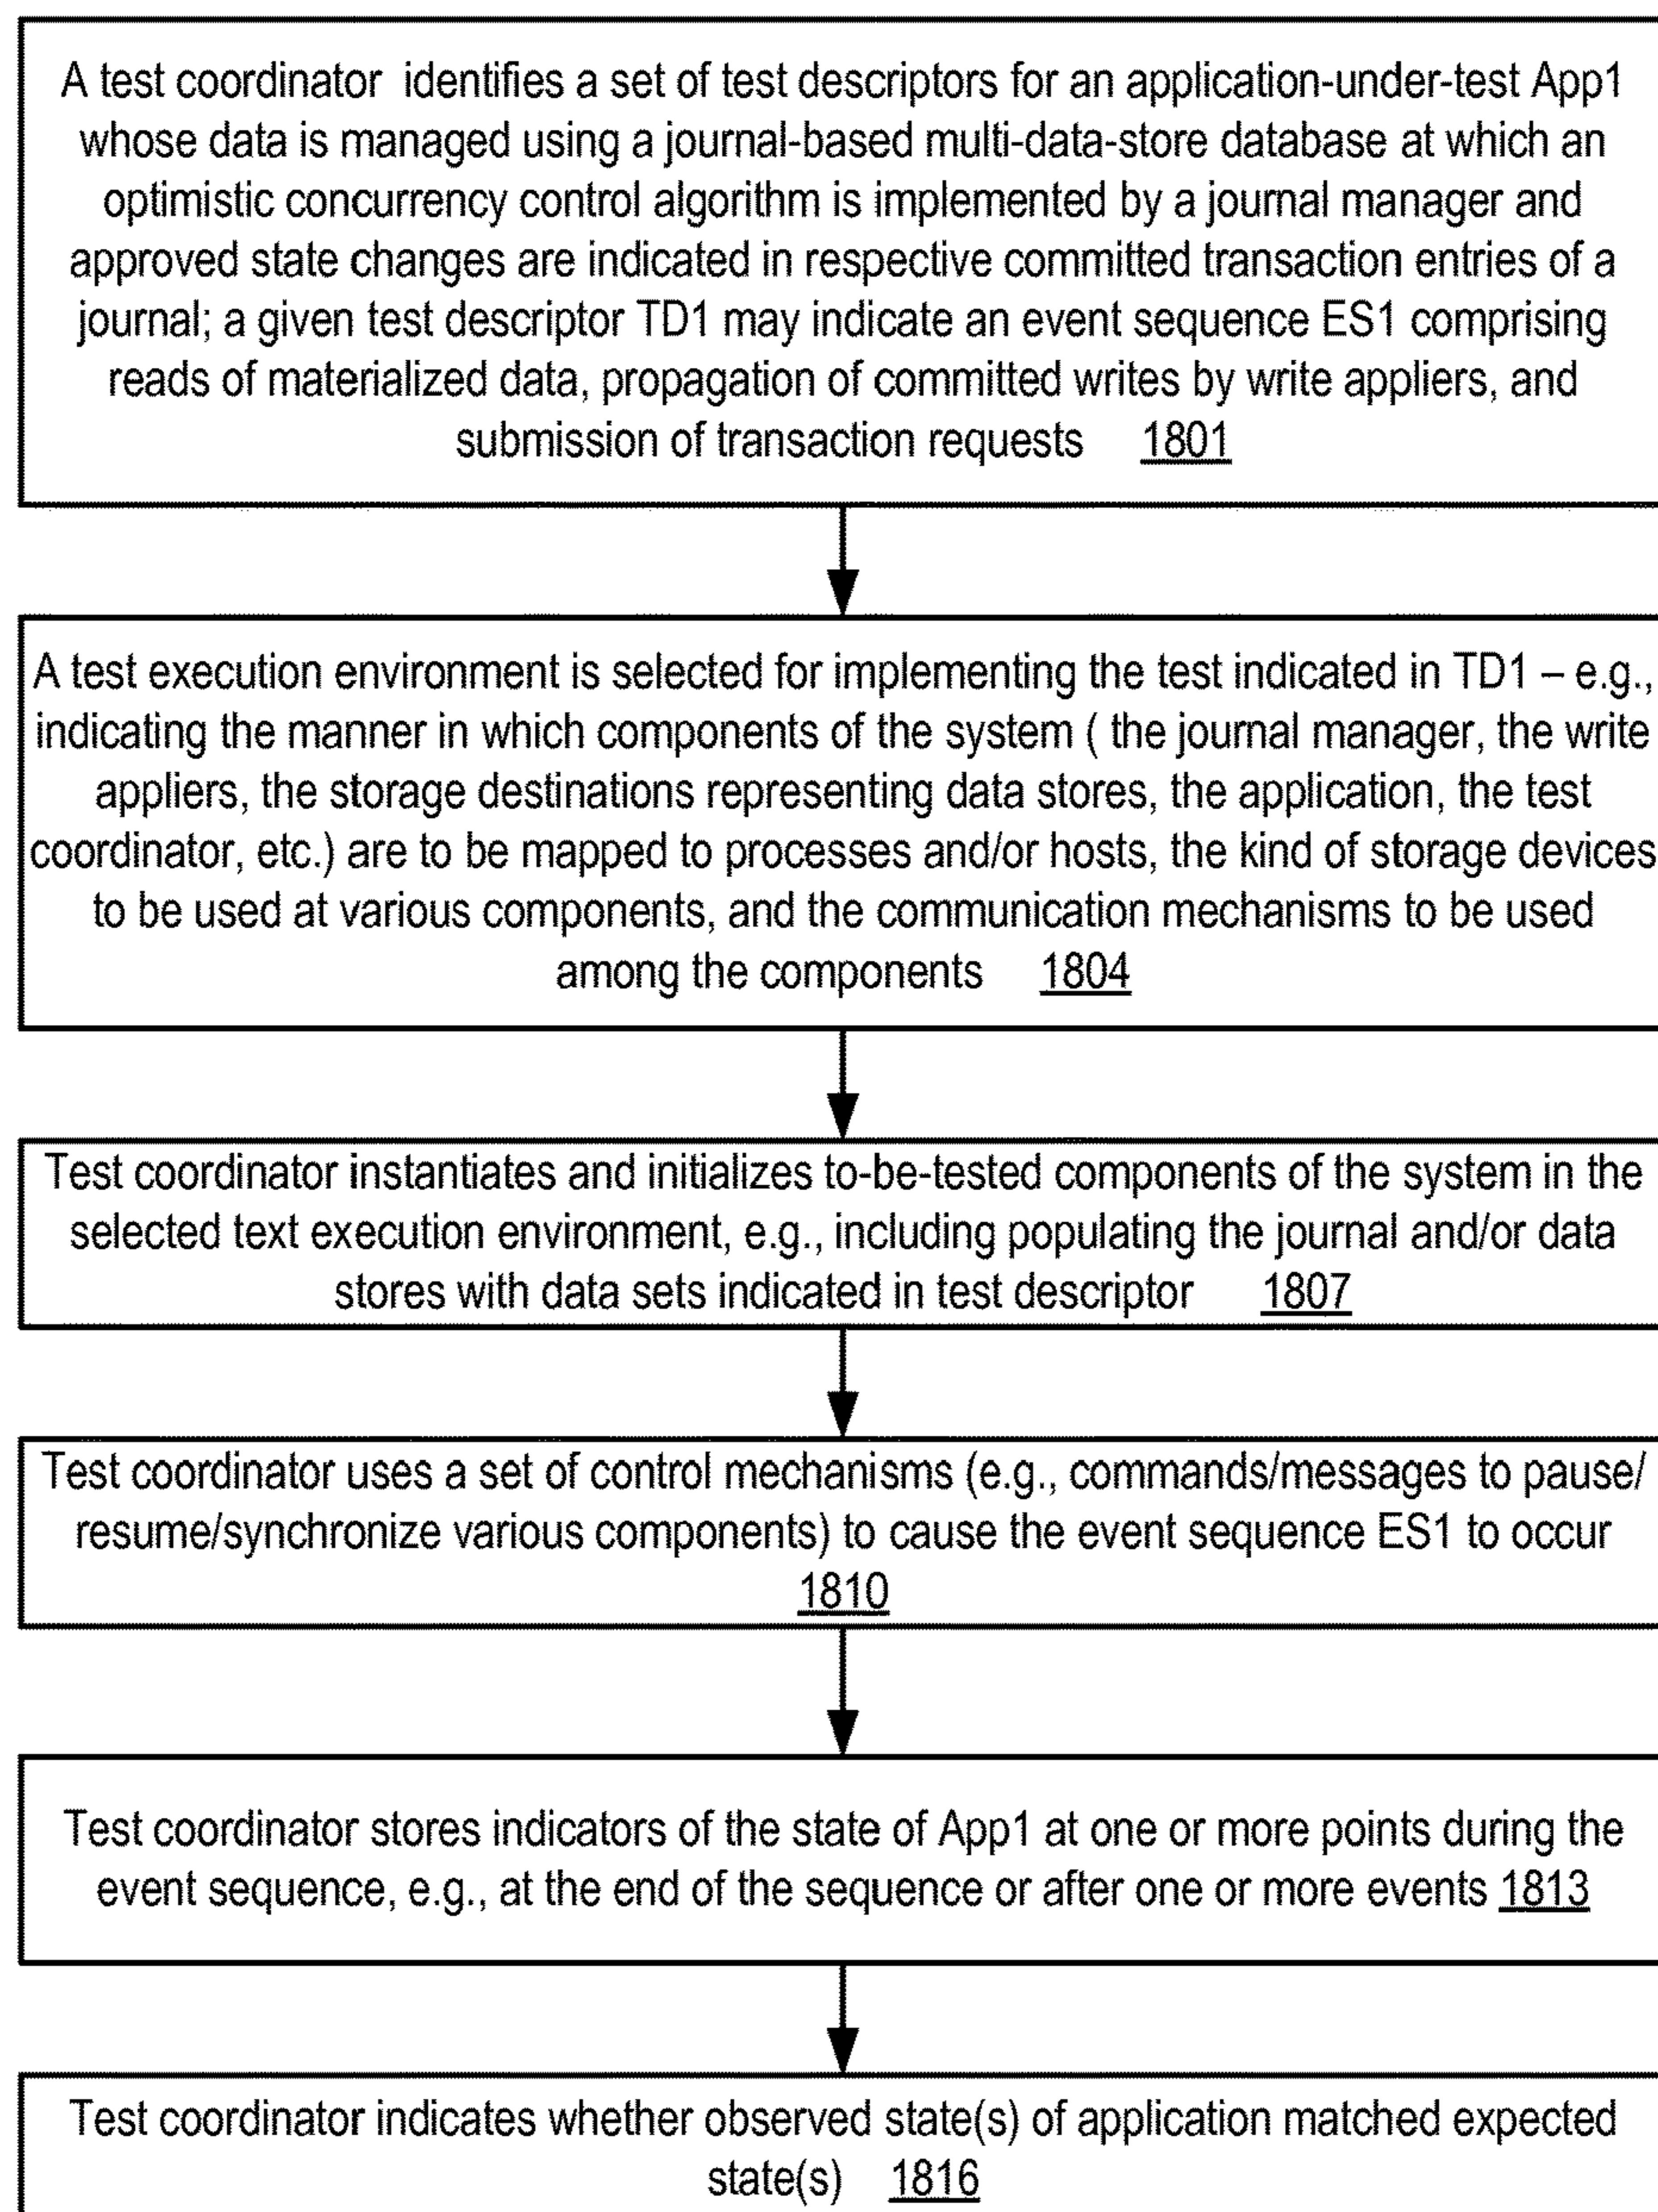 A test coordinator identifies a set of test descriptors for an application-under-test App1
whose data is managed using a journal-based multi-data-store database at which an
optimistic concurrency control algorithm is implemented by a journal manager and
approved state changes are indicated in respective committed transaction entries of a
journal; a given test descriptor TD1 may indicate an event sequence ES1 comprising
reads of materialized data, propagation of committed writes by write appliers, and
submission of transaction requests 1801
A test execution environment is selected for implementing the test indicated in TD1 – e.g.,
indicating the manner in which components of the system ( the journal manager, the write
appliers, the storage destinations representing data stores, the application, the test
coordinator, etc.) are to be mapped to processes and/or hosts, the kind of storage devices
to be used at various components, and the communication mechanisms to be used
among the components 1804
Test coordinator instantiates and initializes to-be-tested components of the system in the
selected text execution environment, e.g., including populating the journal and/or data
stores with data sets indicated in test descriptor 1807
Test coordinator uses a set of control mechanisms (e.g., commands/messages to pause/
resume/synchronize various components) to cause the event sequence ES1 to occur
1810
Test coordinator stores indicators of the state of App1 at one or more points during the
event sequence, e.g., at the end of the sequence or after one or more events 1813
Test coordinator indicates whether observed state(s) of application matched expected
state(s) 1816